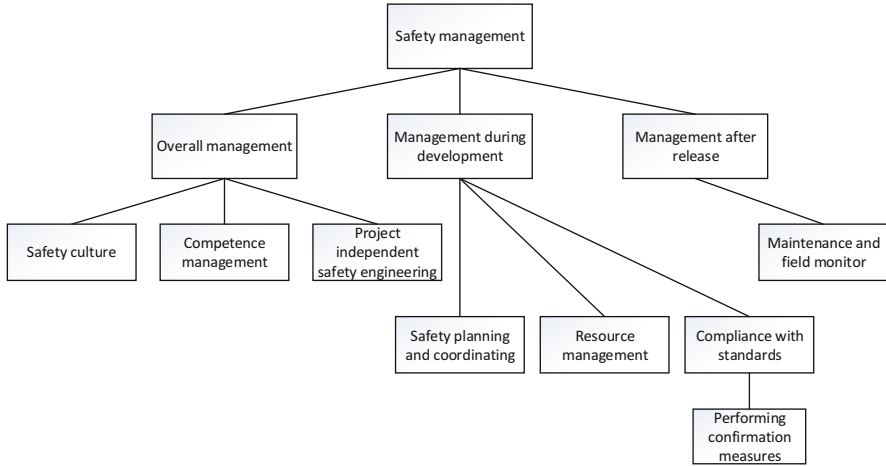 Safety management
Overall management
Management during
development
Management after
release
Safety culture
Competence
management
Project
independent
safety engineering
Maintenance and
field monitor
Safety planning
and coordinating
Resource
management
Compliance with
standards
Performing
confirmation
measures